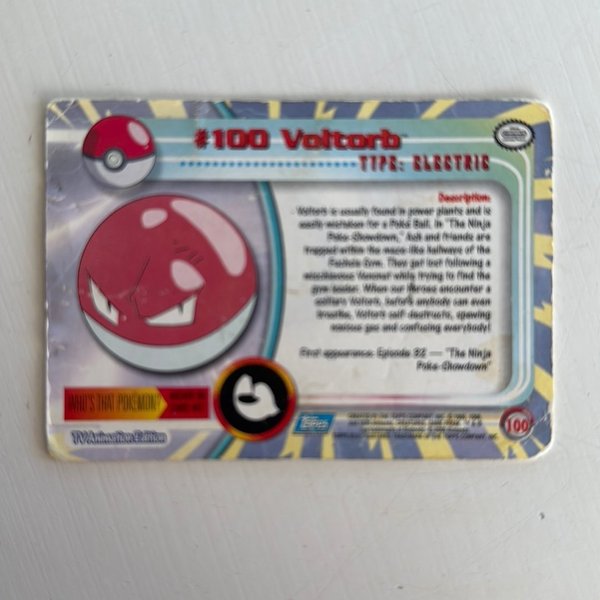 #100 Voltorb™
TYPE: ELECTRIC
Description:
Voltorb is usually found in power plants and is
easily mistaken for a Poké Ball. In "The Ninja
Poké-Showdown," Ash and friends are
trapped within the maze-like hallways of the
Fuchsia Gym. They get lost following a
mischievous Venonat while trying to find the
gym leader. When our heroes encounter a
solitary Voltorb, before anybody can even
breathe, Voltorb self-destructs, spewing
noxious gas and confusing everybody!
First appearance: Episode 32 — "The Ninja
Poké-Showdown"
WHO'S THAT POKÉMON?
TV Animation Edition
Topps
100